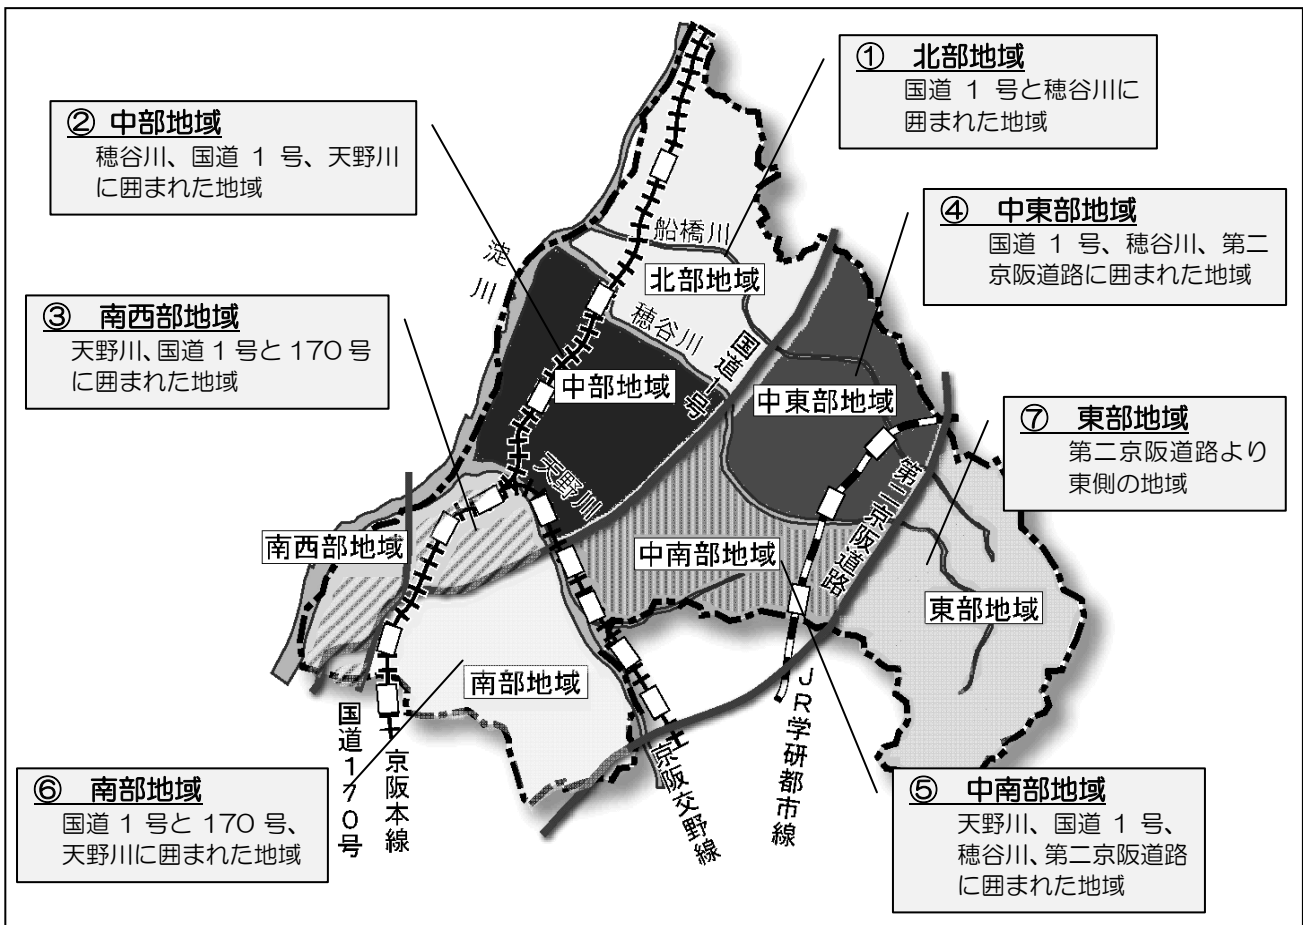 ① 北部地域
国道 1 号と穂谷川に
囲まれた地域
② 中部地域
穂谷川、国道 1 号、天野川
に囲まれた地域
④ 中東部地域
国道 1 号、穂谷川、第二
京阪道路に囲まれた地域
③ 南西部地域
天野川、国道1号と170号
に囲まれた地域
⑦ 東部地域
第二京阪道路より
東側の地域
⑥ 南部地域
国道 1 号と 170 号、
天野川に囲まれた地域
⑤ 中南部地域
天野川、国道 1 号、
穂谷川、第二京阪道路
に囲まれた地域
淀川
船橋川
北部地域
穂谷川
国道1号
中部地域
中東部地域
天野川
第二京阪道路
南西部地域
中南部地域
東部地域
南部地域
国道170号
京阪本線
京阪交野線
JR学研都市線